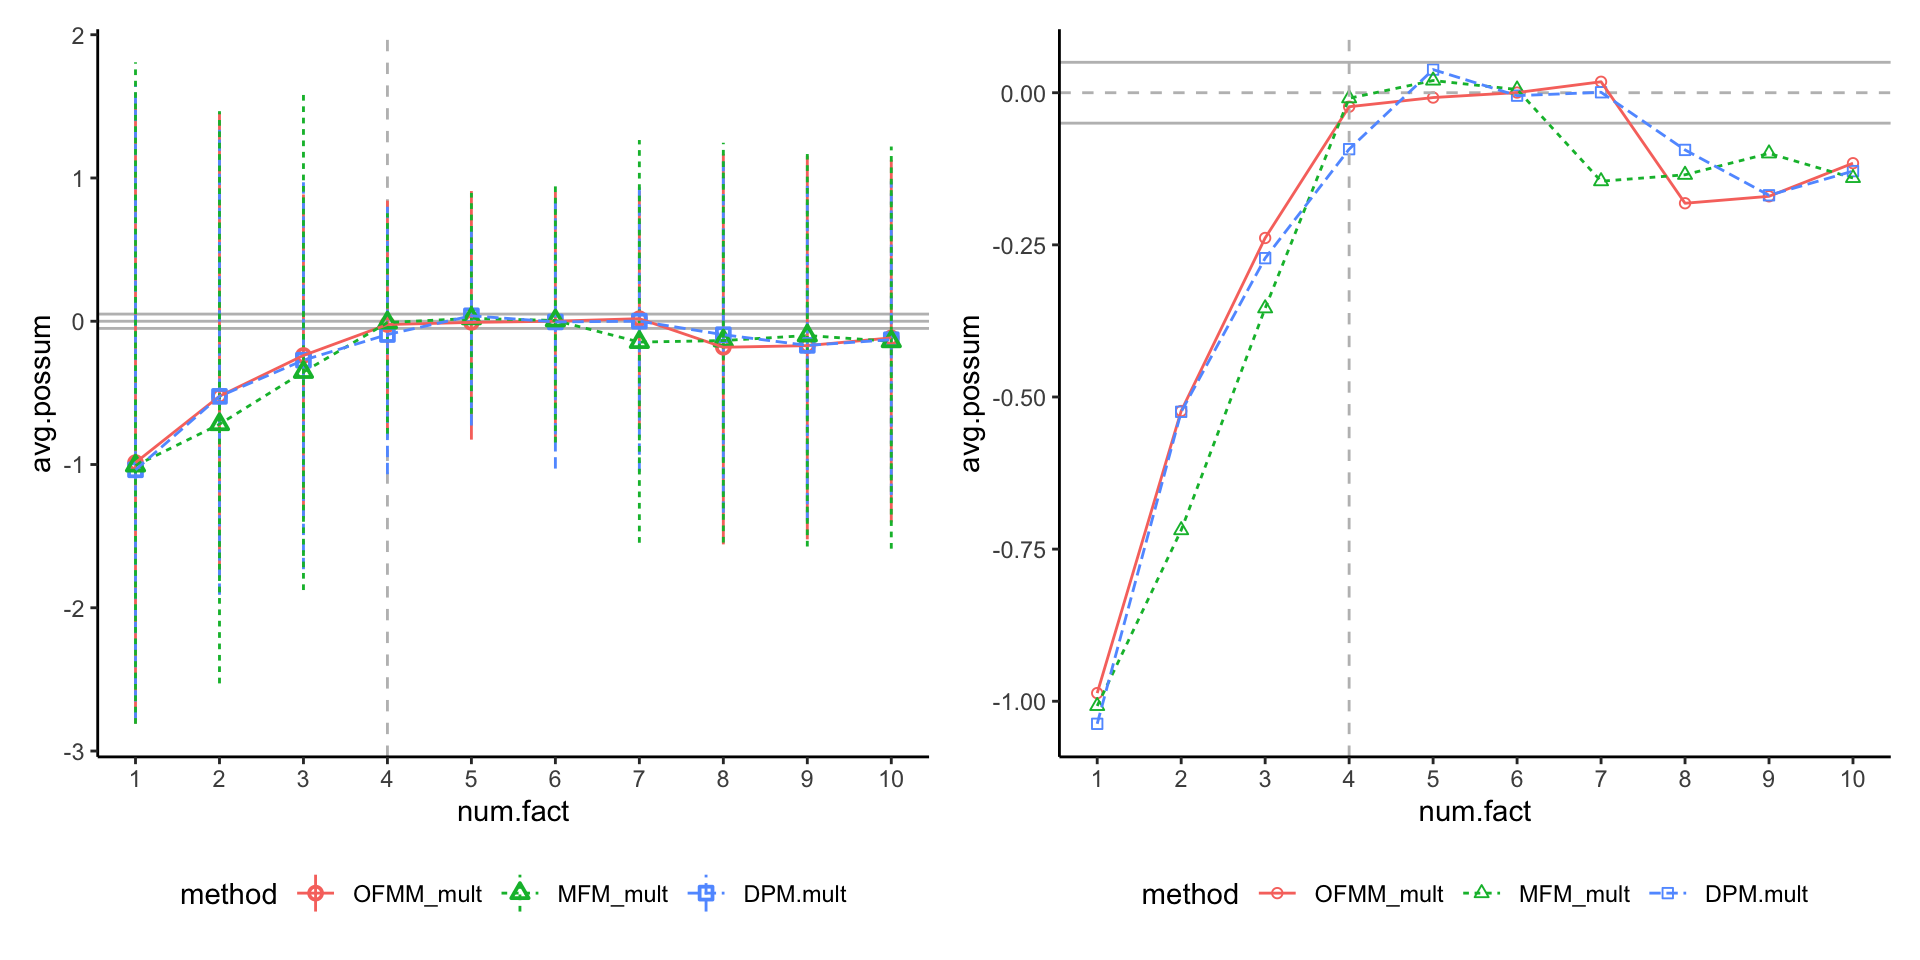 2
1
0
-1
-2
-3
avg.possum
1 2 3 4 5 6 7 8 9 10
num.fact
method OFMM_mult MFM_mult DPM.mult
0.00
-0.25
-0.50
-0.75
-1.00
avg.possum
1 2 3 4 5 6 7 8 9 10
num.fact
method OFMM_mult MFM_mult DPM.mult